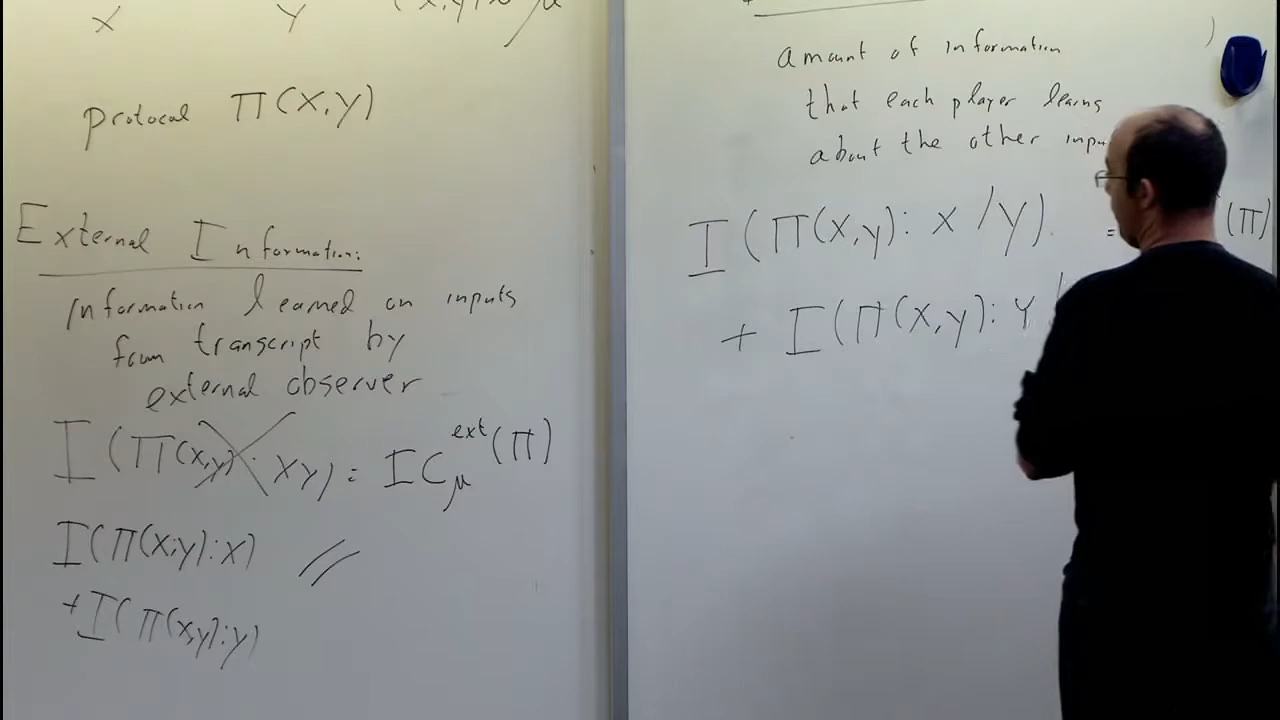 X Y (X,Y)~μ
protocol Π(X,Y)
External Information:
Information learned on inputs
from transcript by
external observer
I(Π(X,Y): XY) = IC_μ^ext(Π)
I(Π(X,Y):X)
+I(Π(X,Y):Y)
amount of information
that each player learns
about the other
I(Π(X,Y): X/Y) =
(Π)
+ I(Π(X,Y): Y/